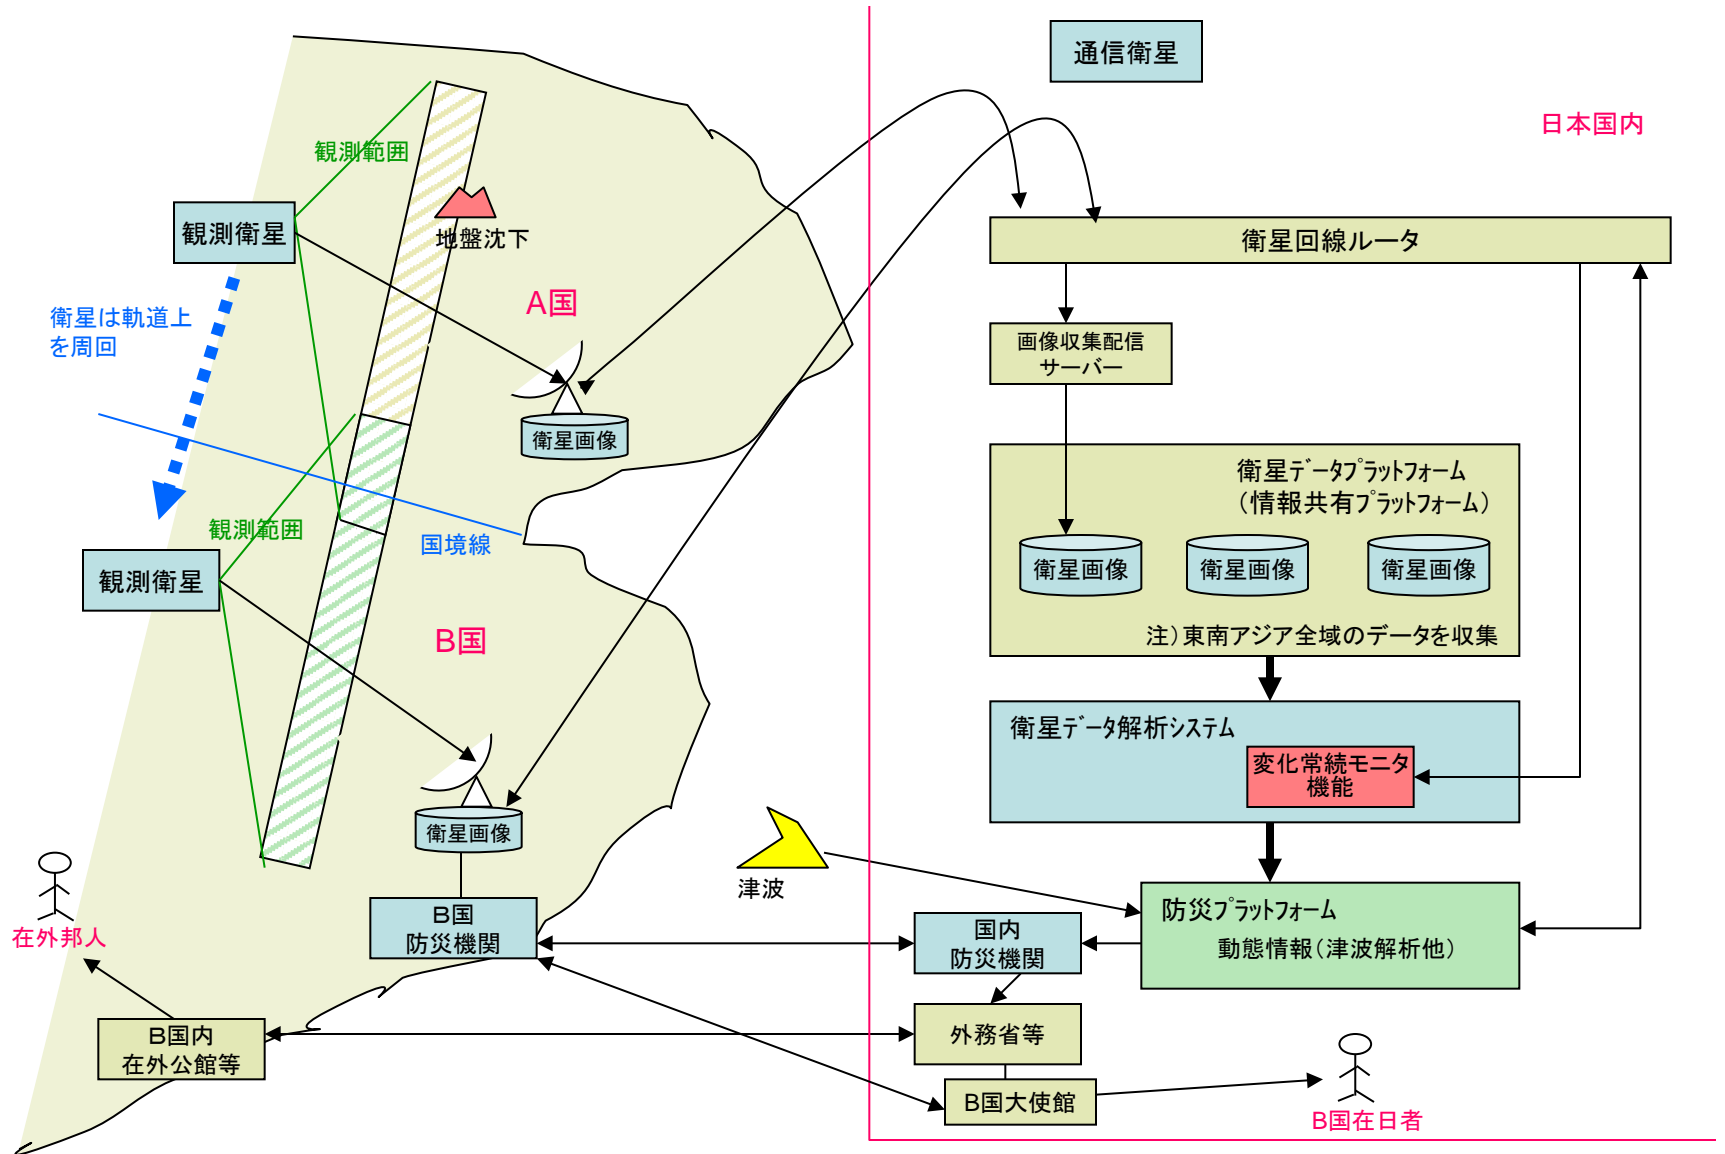 通信衛星
日本国内
観測範囲
観測衛星
地盤沈下
衛星回線ルータ
A国
衛星は軌道上
を周回
画像収集配信
サーバー
衛星画像
衛星データプラットフォーム
（情報共有プラットフォーム）
観測範囲
国境線
観測衛星
衛星画像
衛星画像
衛星画像
B国
注）東南アジア全域のデータを収集
衛星データ解析システム
変化常続モニタ
機能
衛星画像
津波
防災プラットフォーム
動態情報（津波解析他）
B国
防災機関
国内
防災機関
在外邦人
B国内
在外公館等
外務省等
B国大使館
B国在日者